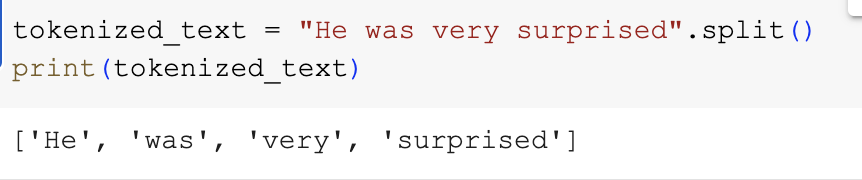 tokenized_text = "He was very surprised".split()
print(tokenized_text)
['He', 'was', 'very', 'surprised']